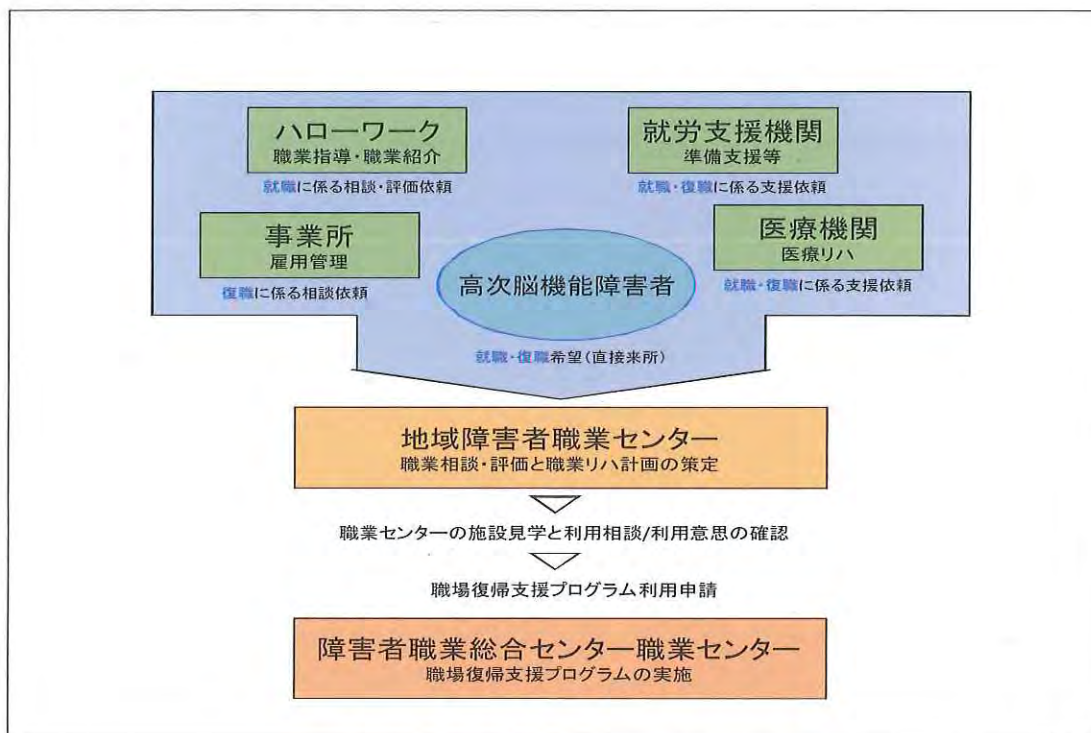 ハローワーク
職業指導・職業紹介
就職に係る相談・評価依頼
就労支援機関
準備支援等
就職・復職に係る支援依頼
事業所
雇用管理
復職に係る相談依頼
医療機関
医療リハ
就職・復職に係る支援依頼
高次脳機能障害者
就職・復職希望(直接来所)
地域障害者職業センター
職業相談・評価と職業リハ計画の策定
職業センターの施設見学と利用相談/利用意思の確認
職場復帰支援プログラム利用申請
障害者職業総合センター職業センター
職場復帰支援プログラムの実施